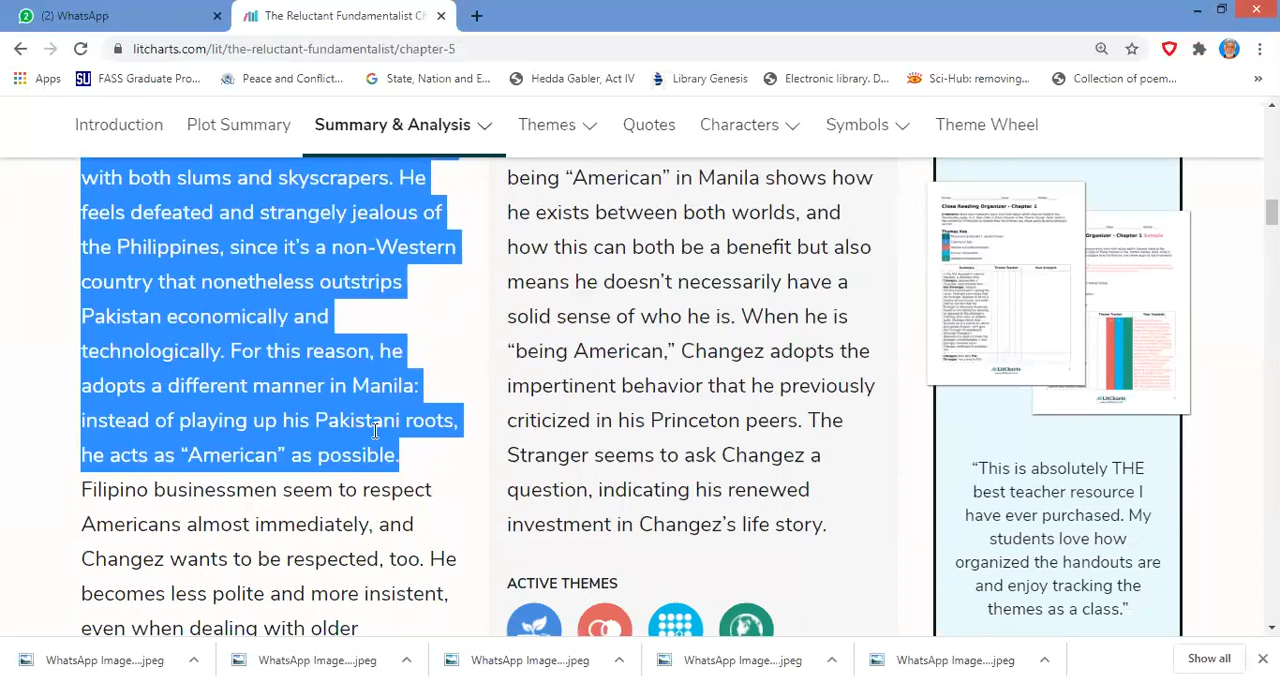 (2) WhatsApp
The Reluctant Fundamentalist Ch
litcharts.com/lit/the-reluctant-fundamentalist/chapter-5
Apps
FASS Graduate Pro...
Peace and Conflict...
State, Nation and E...
Hedda Gabler, Act IV
Library Genesis
Electronic library. D...
Sci-Hub: removing...
Collection of poem...
Introduction
Plot Summary
Summary & Analysis
Themes
Quotes
Characters
Symbols
Theme Wheel
with both slums and skyscrapers. He
feels defeated and strangely jealous of
the Philippines, since it’s a non-Western
country that nonetheless outstrips
Pakistan economically and
technologically. For this reason, he
adopts a different manner in Manila:
instead of playing up his Pakistani roots,
he acts as “American” as possible.
Filipino businessmen seem to respect
Americans almost immediately, and
Changez wants to be respected, too. He
becomes less polite and more insistent,
even when dealing with older
being “American” in Manila shows how
he exists between both worlds, and
how this can both be a benefit but also
means he doesn’t necessarily have a
solid sense of who he is. When he is
“being American,” Changez adopts the
impertinent behavior that he previously
criticized in his Princeton peers. The
Stranger seems to ask Changez a
question, indicating his renewed
investment in Changez’s life story.
ACTIVE THEMES
Close Reading Organizer - Chapter 1
Organizer - Chapter 1 Sample
LitCharts
LitCharts
“This is absolutely THE
best teacher resource I
have ever purchased. My
students love how
organized the handouts are
and enjoy tracking the
themes as a class.”
WhatsApp Image....jpeg
WhatsApp Image....jpeg
WhatsApp Image....jpeg
WhatsApp Image....jpeg
WhatsApp Image....jpeg
Show all